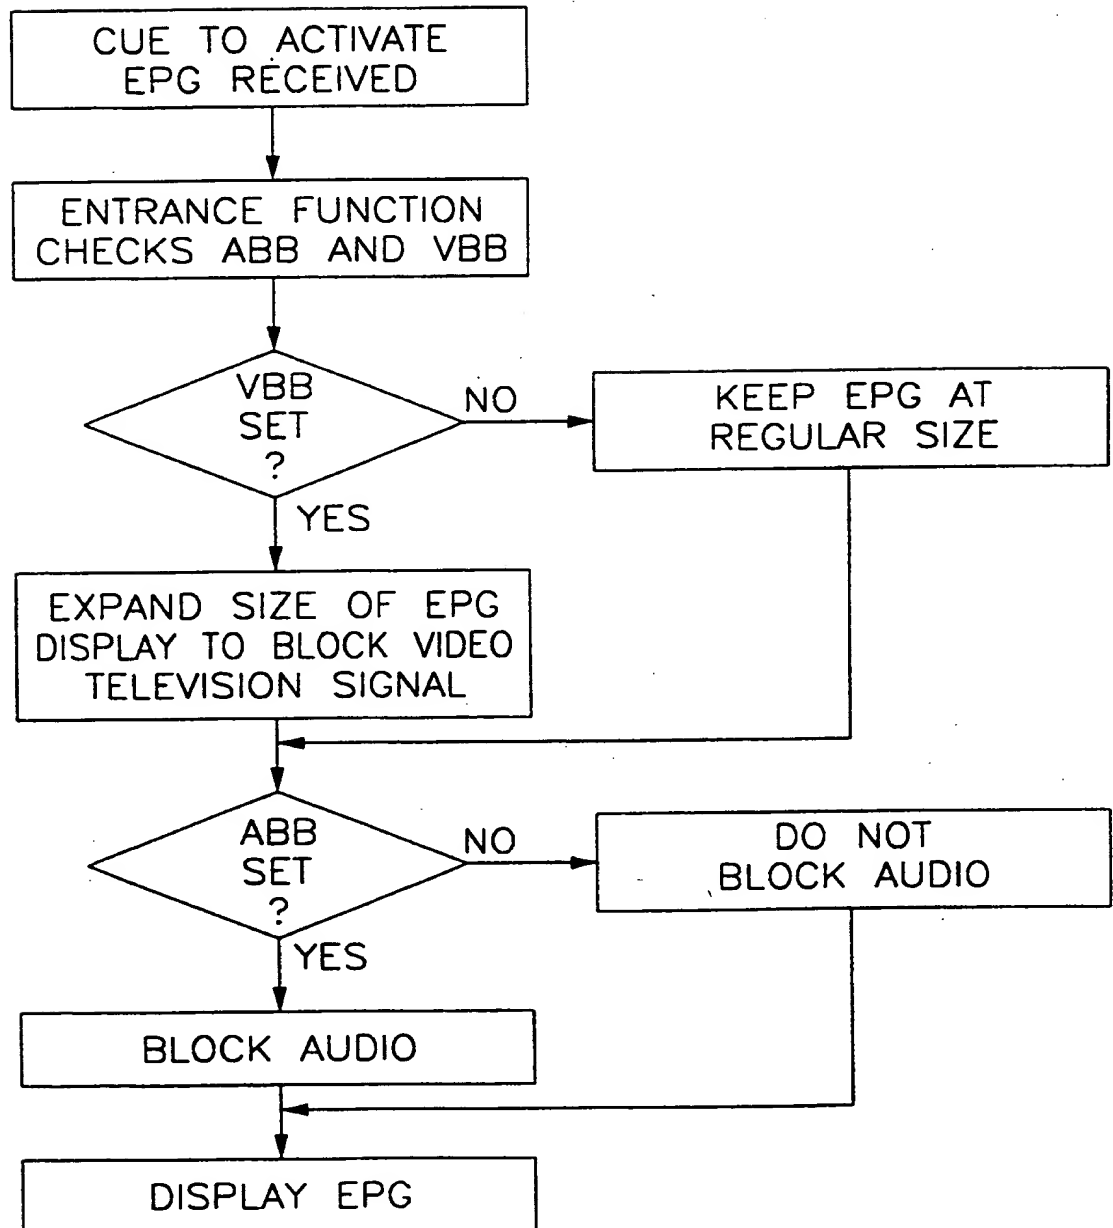 CUE TO ACTIVATE
EPG RECEIVED
ENTRANCE FUNCTION
CHECKS ABB AND VBB
VBB
SET
?
NO
KEEP EPG AT
REGULAR SIZE
YES
EXPAND SIZE OF EPG
DISPLAY TO BLOCK VIDEO
TELEVISION SIGNAL
ABB
SET
?
NO
DO NOT
BLOCK AUDIO
YES
BLOCK AUDIO
DISPLAY EPG